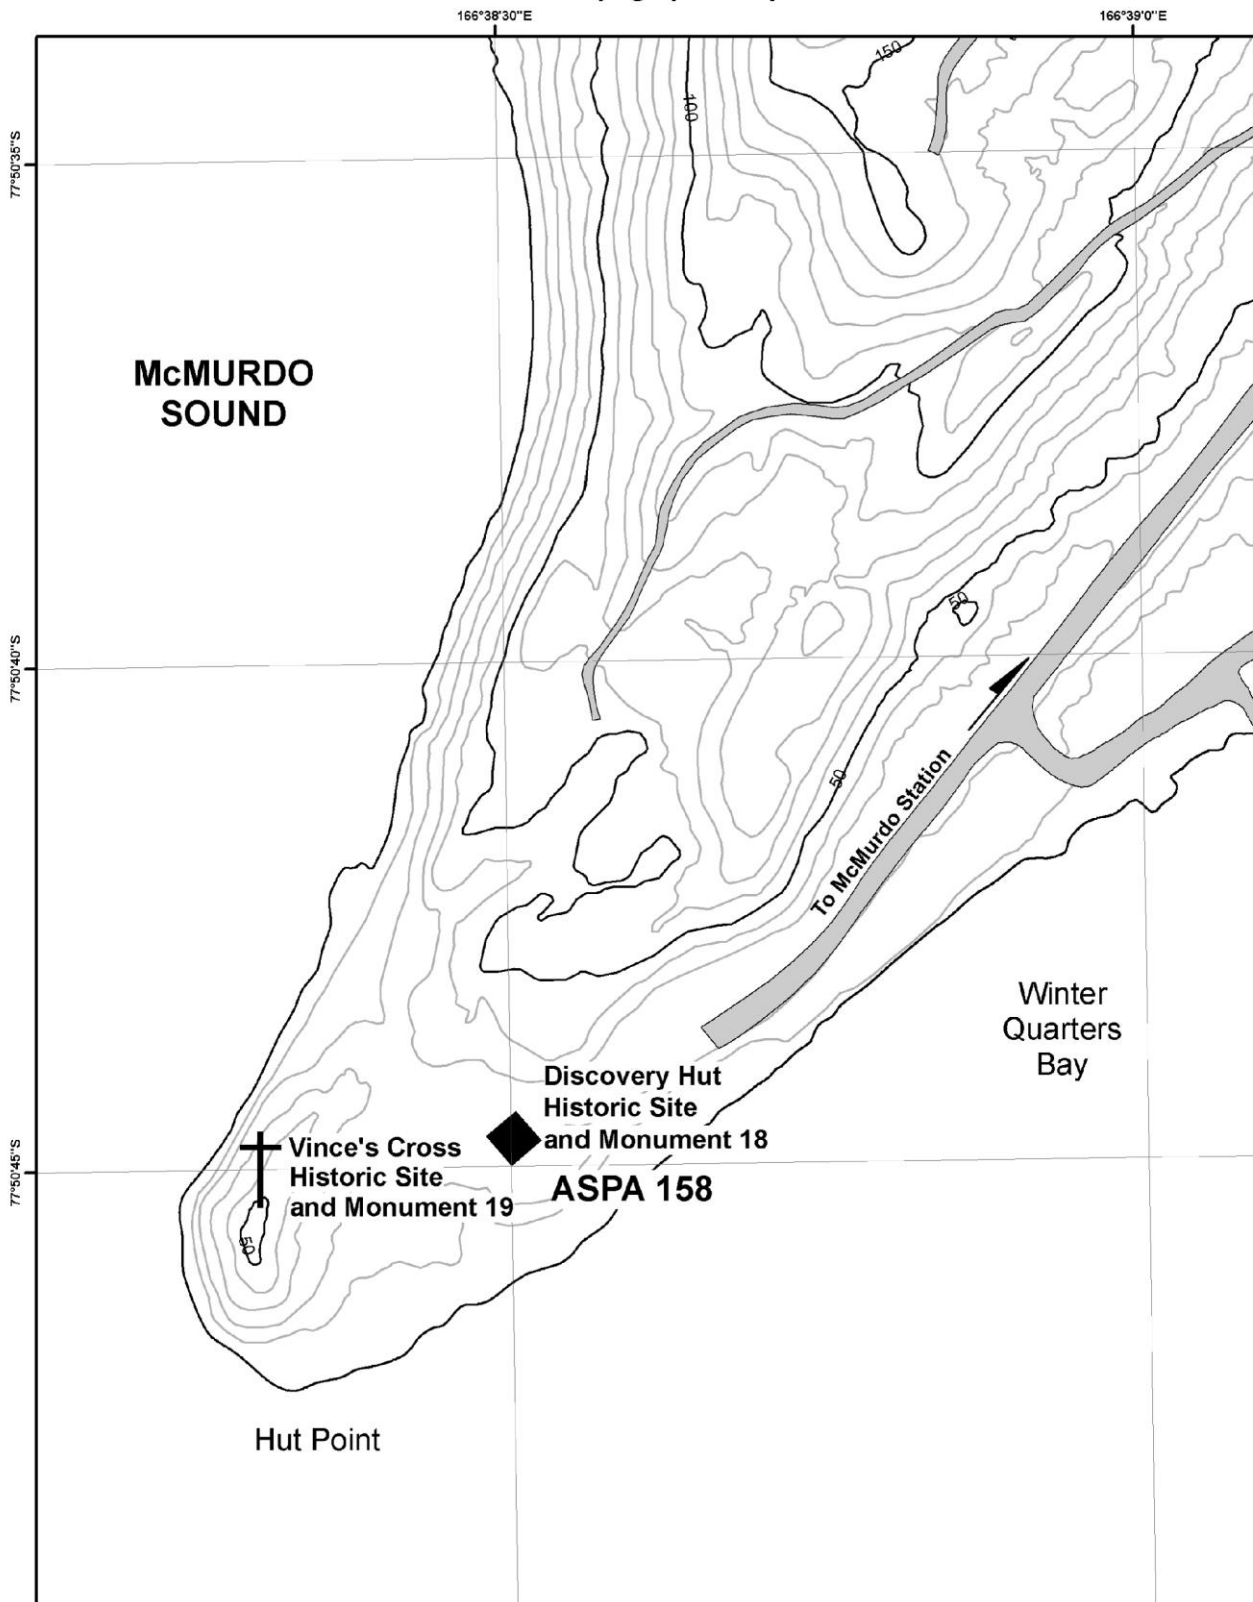 166°38'30"E
166°39'0"E
150
100
77°50'35"S
McMURDO
SOUND
50
77°50'40"S
50
To McMurdo Station
Winter
Quarters
Bay
Discovery Hut
Historic Site
and Monument 18
ASPA 158
Vince's Cross
Historic Site
and Monument 19
77°50'45"S
50
Hut Point